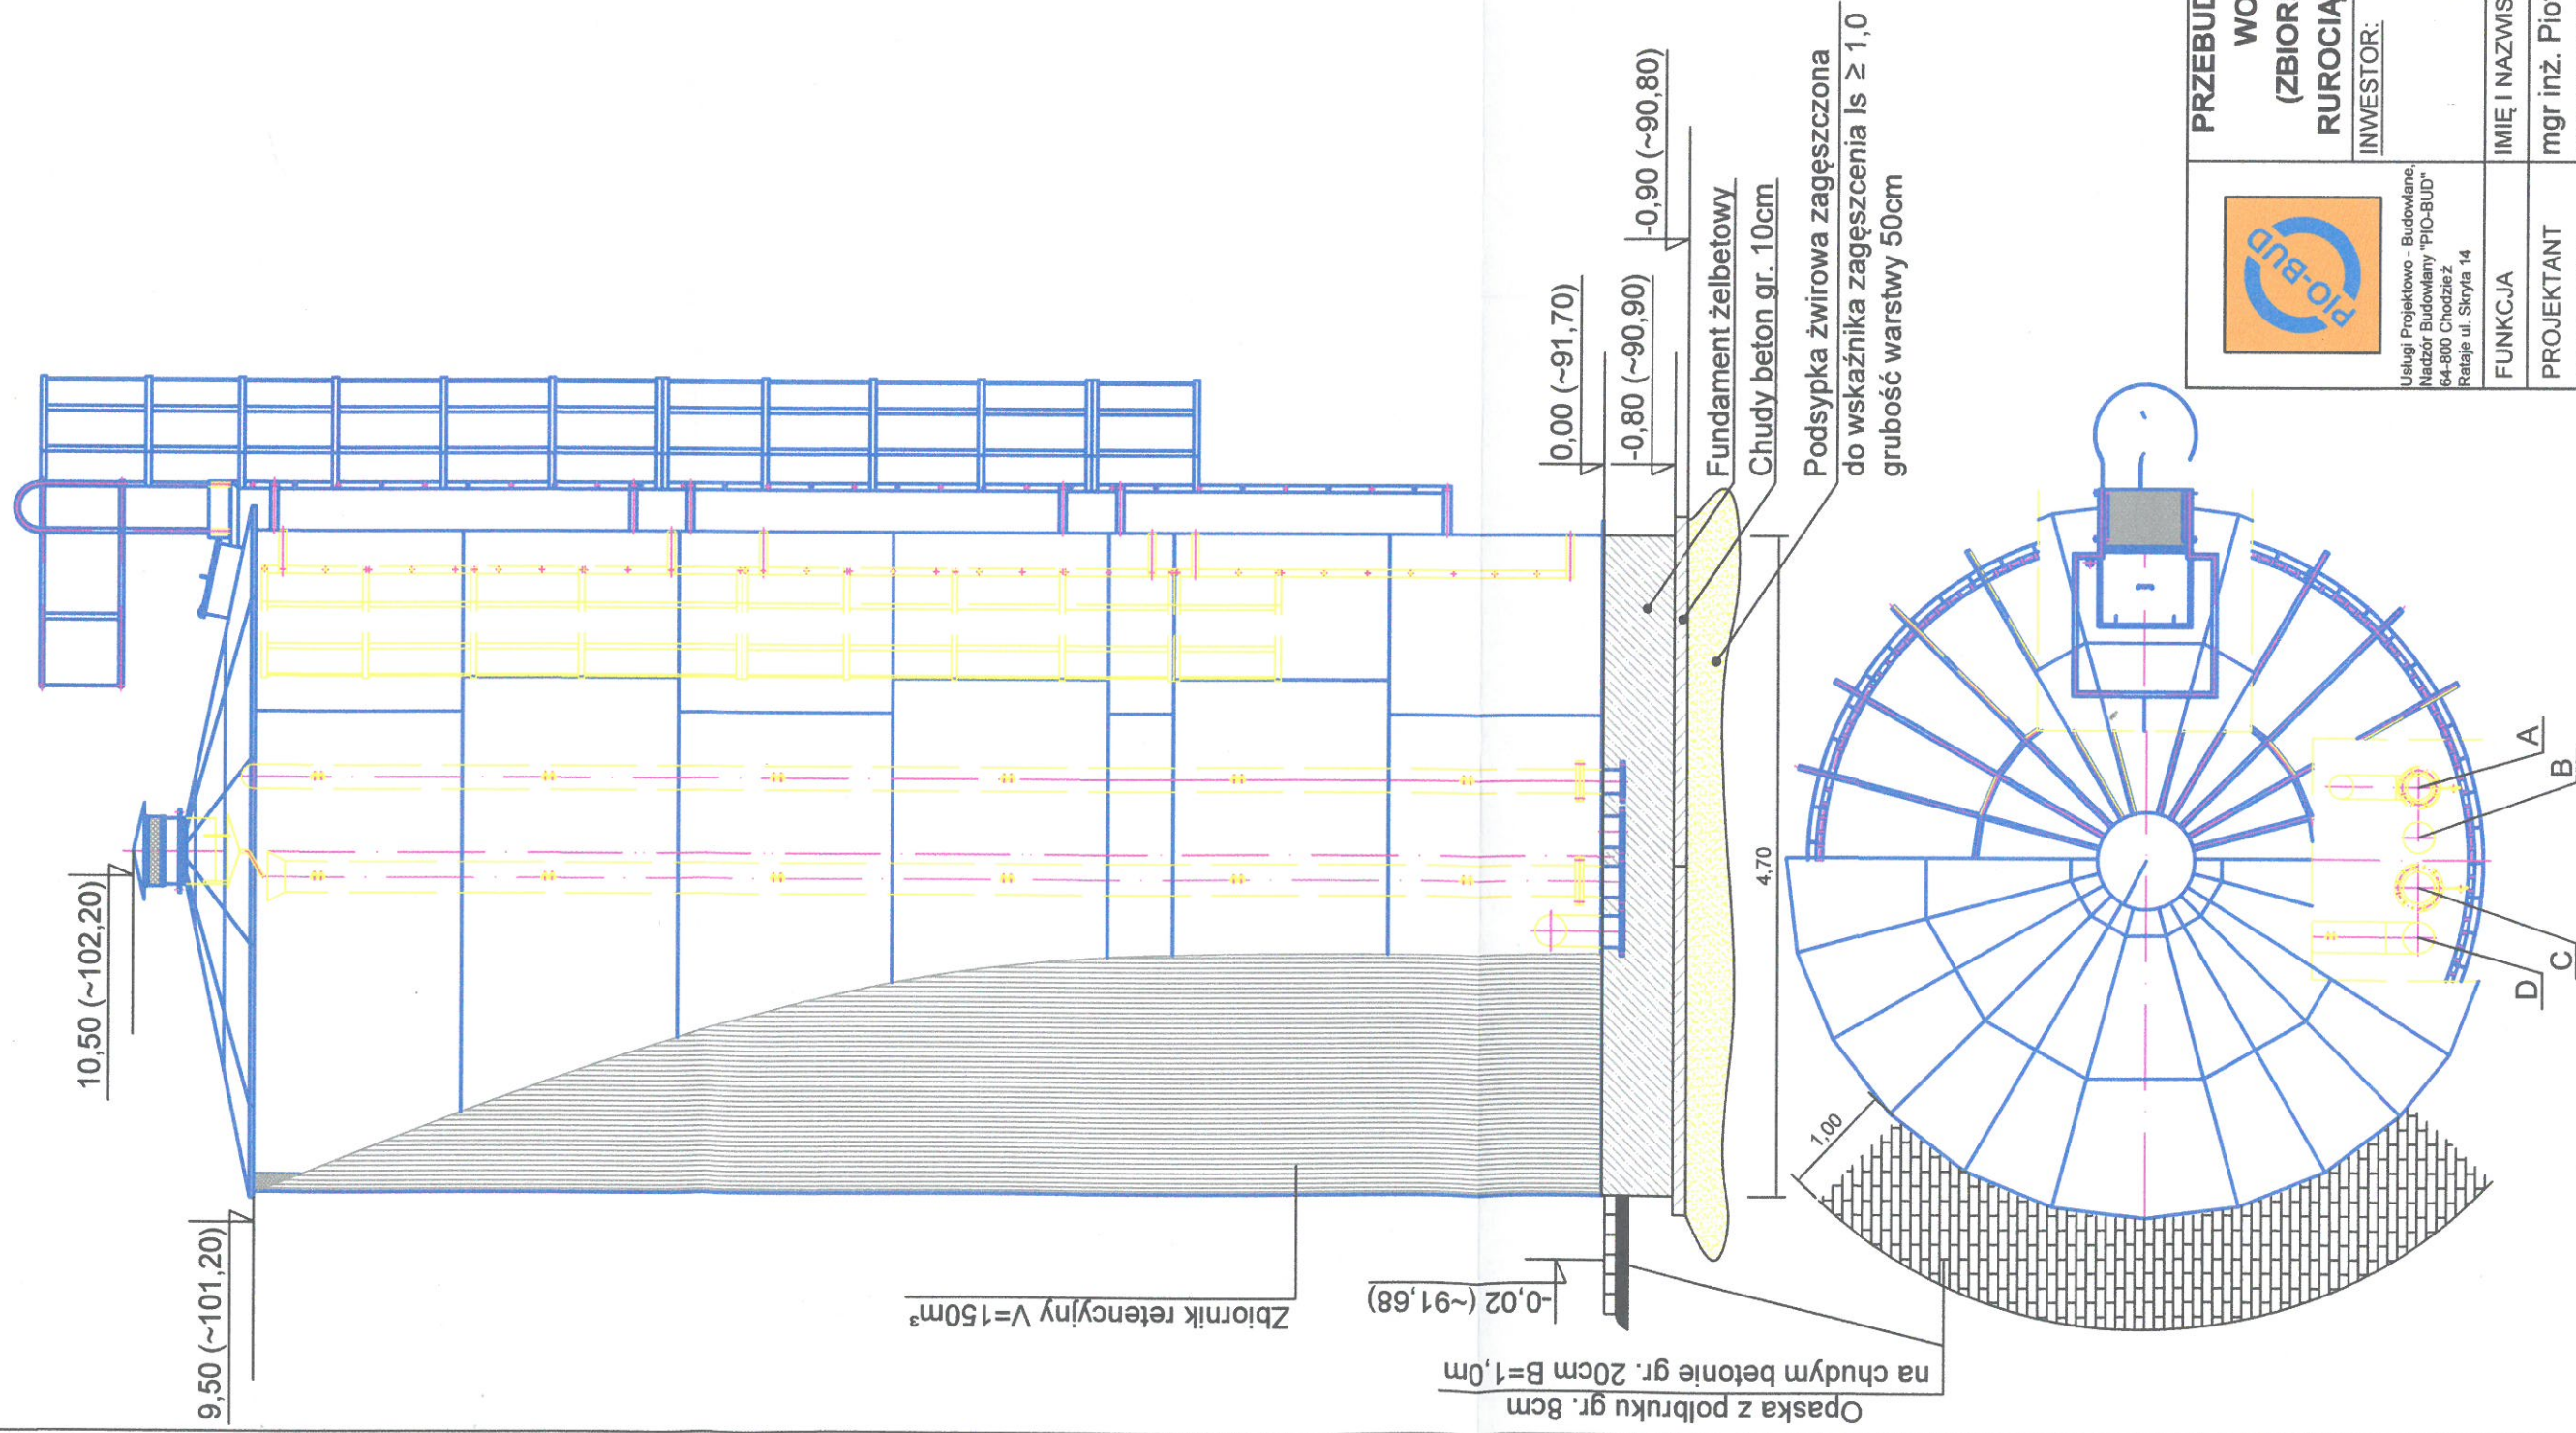 10,50 (~102,20)
9,50 (~101,20)
Zbiornik retencyjny V=150m³
-0,02 (~91,68)
Opaska z polbruku gr. 8cm
na chudym betonie gr. 20cm B=1,0m
0,00 (~91,70)
-0,80 (~90,90)
-0,90 (~90,80)
Fundament żelbetowy
Chudy beton gr. 10cm
Podsypka żwirowa zagęszczona
do wskaźnika zagęszczenia Is ≥ 1,0
grubość warstwy 50cm
4,70
1,00
A
B
C
D
PIO-BUD
Usługi Projektowo - Budowlane,
Nadzór Budowlany "PIO-BUD"
64-800 Chodzież
Rataje ul. Skryta 14
PRZEBUD
WO
(ZBIOR
RUROCIĄ
INWESTOR:
FUNKCJA
IMIĘ I NAZWIS
PROJEKTANT
mgr inż. Piot